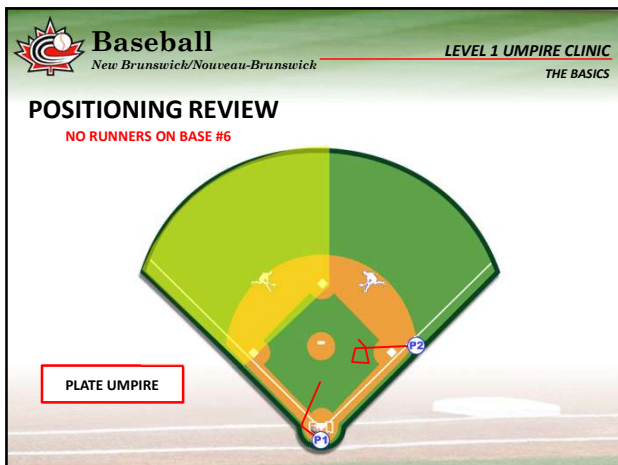 Baseball
New Brunswick/Nouveau-Brunswick
LEVEL 1 UMPIRE CLINIC
THE BASICS
POSITIONING REVIEW
NO RUNNERS ON BASE #6
P2
PLATE UMPIRE
P1